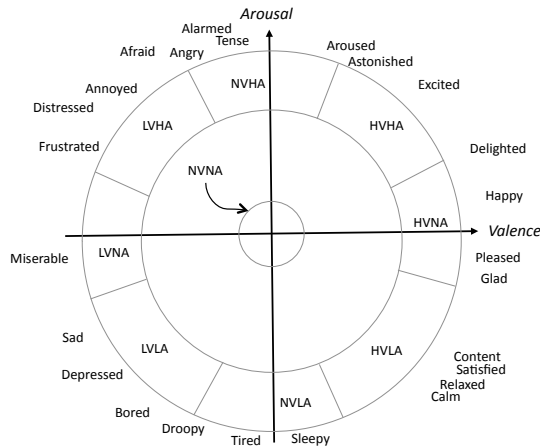 Arousal
Alarmed
Tense
Afraid
Angry
Aroused
Astonished
NVHA
Excited
Annoyed
Distressed
LVHA
HVHA
Frustrated
Delighted
NVNA
Happy
HVNA
Valence
Miserable
LVNA
Pleased
Glad
Sad
LVLA
HVLA
Content
Satisfied
Depressed
Relaxed
Calm
NVLA
Bored
Droopy
Tired
Sleepy